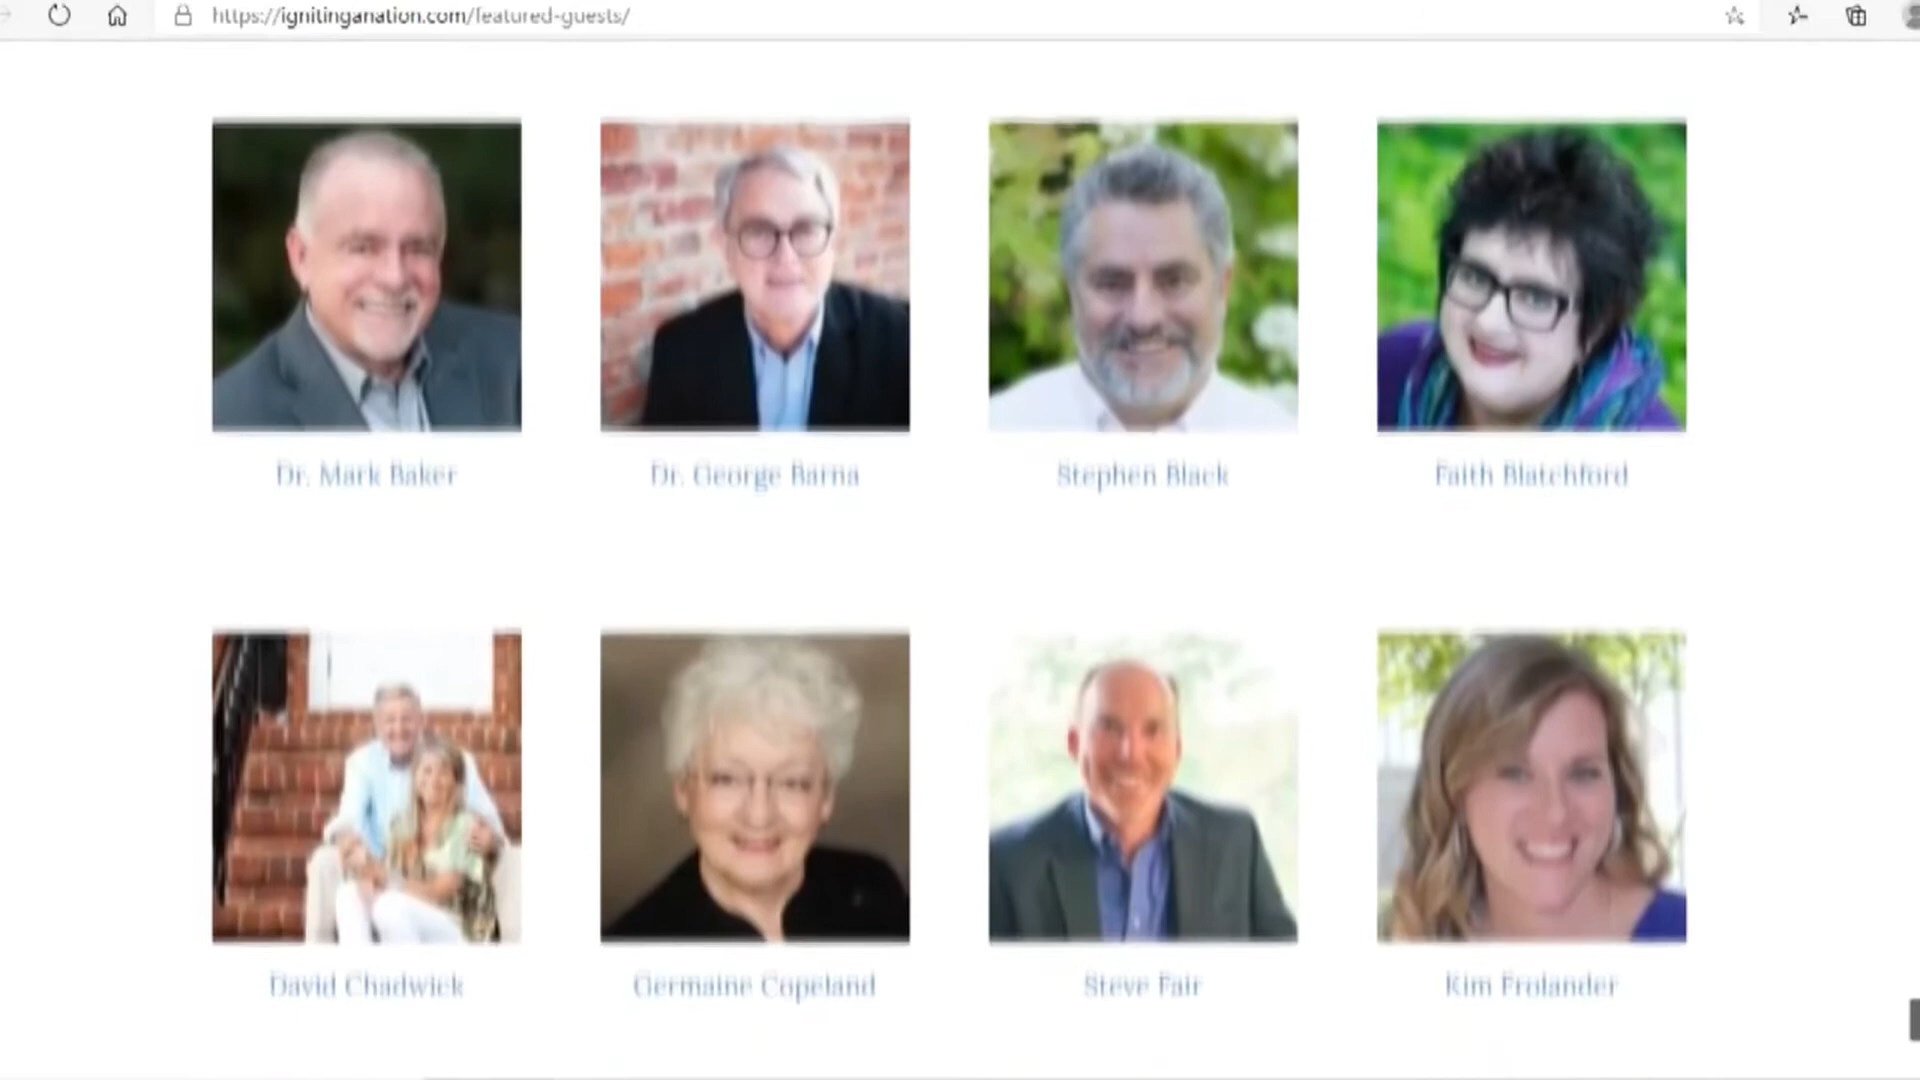 https://ignitinganation.com/featured-guests/
Dr. Mark Baker
Dr. George Barna
Stephen Black
Faith Blatchford
David Chadwick
Germaine Copeland
Steve Fair
Kim Frolander